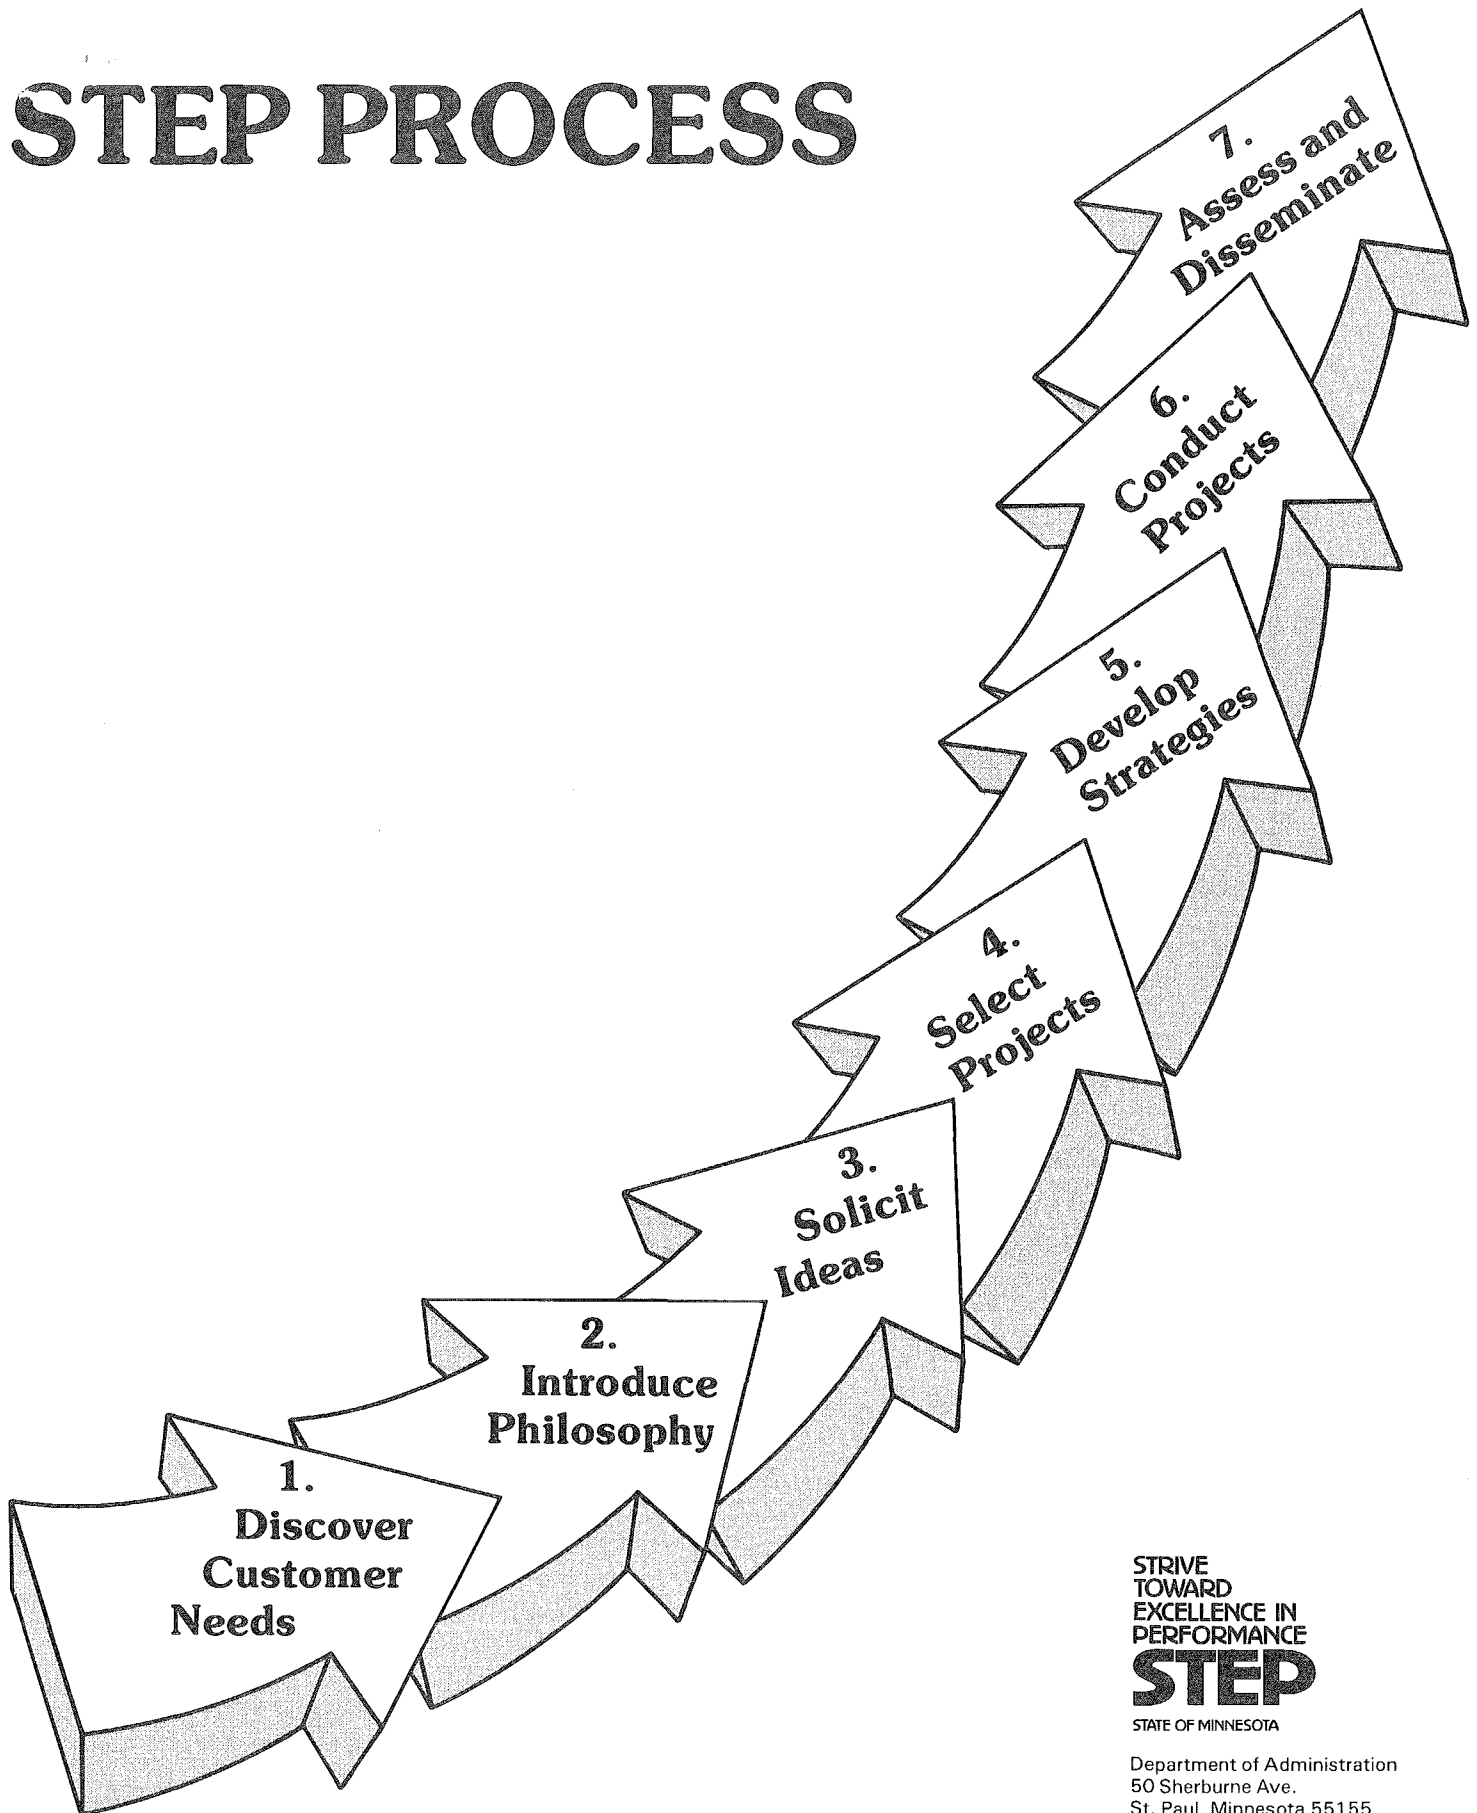 STEP PROCESS
7.
Assess and
Disseminate
6.
Conduct
Projects
5.
Develop
Strategies
4.
Select
Projects
3.
Solicit
Ideas
2.
Introduce
Philosophy
1.
Discover
Customer
Needs
STRIVE
TOWARD
EXCELLENCE IN
PERFORMANCE
STEP
STATE OF MINNESOTA
Department of Administration
50 Sherburne Ave.
St. Paul, Minnesota 55155